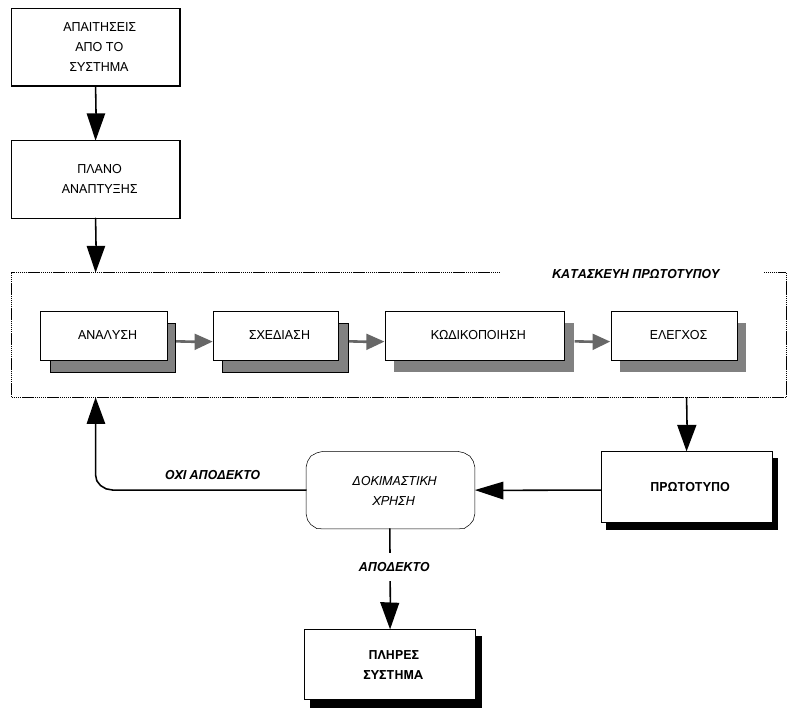 ΑΠΑΙΤΗΣΕΙΣ
ΑΠΟ ΤΟ
ΣΥΣΤΗΜΑ
ΠΛΑΝΟ
ΑΝΑΠΤΥΞΗΣ
ΚΑΤΑΣΚΕΥΗ ΠΡΩΤΟΤΥΠΟΥ
ΑΝΑΛΥΣΗ
ΣΧΕΔΙΑΣΗ
ΚΩΔΙΚΟΠΟΙΗΣΗ
ΕΛΕΓΧΟΣ
ΟΧΙ ΑΠΟΔΕΚΤΟ
ΔΟΚΙΜΑΣΤΙΚΗ
ΧΡΗΣΗ
ΠΡΩΤΟΤΥΠΟ
ΑΠΟΔΕΚΤΟ
ΠΛΗΡΕΣ
ΣΥΣΤΗΜΑ